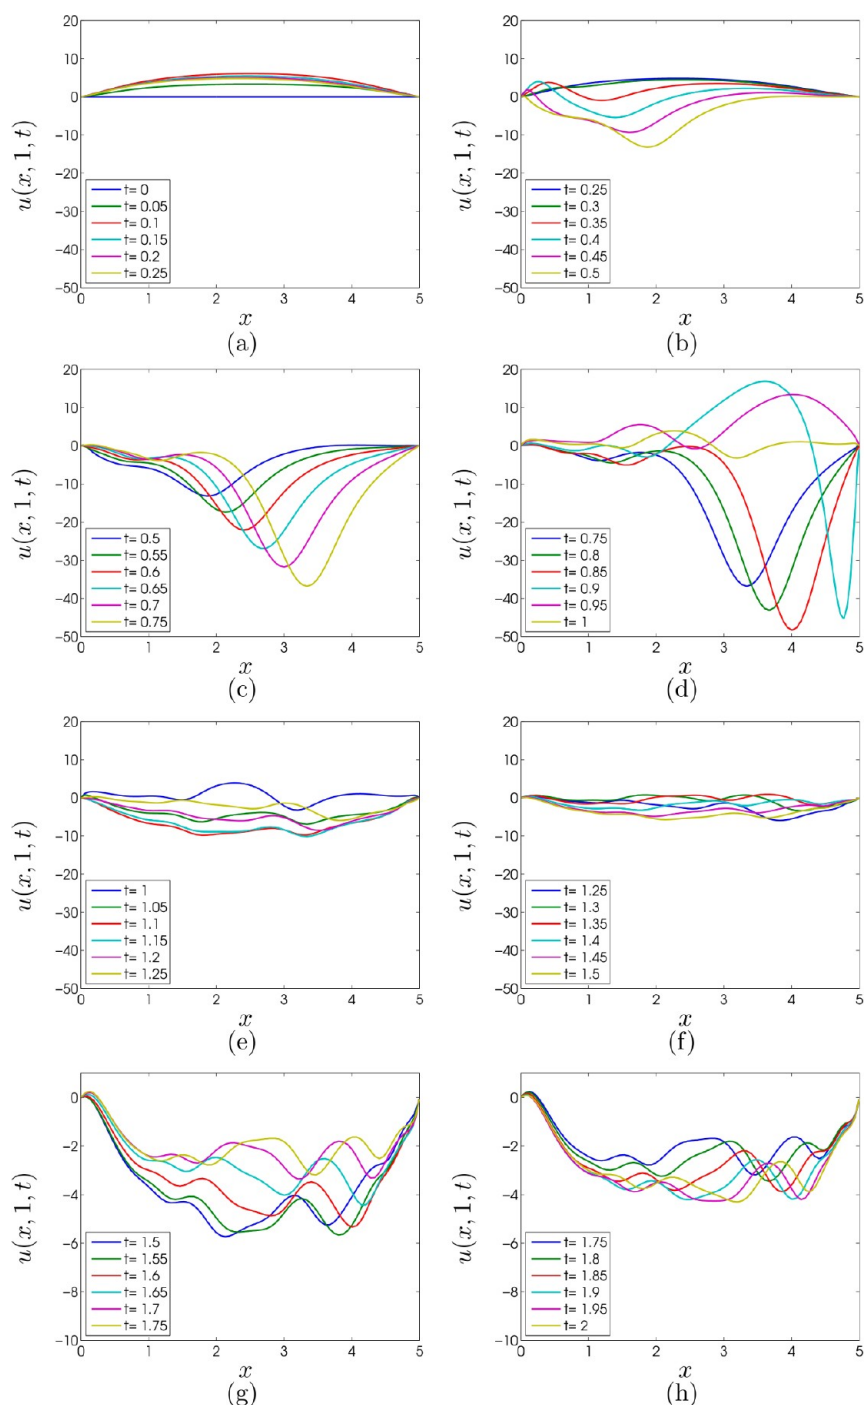 20
10
0
−10
−20
−30
−40
−50
u(x, 1, t)
t= 0
t= 0.05
t= 0.1
t= 0.15
t= 0.2
t= 0.25
0 1 2 3 4 5
x
(a)
20
10
0
−10
−20
−30
−40
−50
u(x, 1, t)
t= 0.25
t= 0.3
t= 0.35
t= 0.4
t= 0.45
t= 0.5
0 1 2 3 4 5
x
(b)
20
10
0
−10
−20
−30
−40
−50
u(x, 1, t)
t= 0.5
t= 0.55
t= 0.6
t= 0.65
t= 0.7
t= 0.75
0 1 2 3 4 5
x
(c)
20
10
0
−10
−20
−30
−40
−50
u(x, 1, t)
t= 0.75
t= 0.8
t= 0.85
t= 0.9
t= 0.95
t= 1
0 1 2 3 4 5
x
(d)
20
10
0
−10
−20
−30
−40
−50
u(x, 1, t)
t= 1
t= 1.05
t= 1.1
t= 1.15
t= 1.2
t= 1.25
0 1 2 3 4 5
x
(e)
20
10
0
−10
−20
−30
−40
−50
u(x, 1, t)
t= 1.25
t= 1.3
t= 1.35
t= 1.4
t= 1.45
t= 1.5
0 1 2 3 4 5
x
(f)
0
−2
−4
−6
−8
−10
u(x, 1, t)
t= 1.5
t= 1.55
t= 1.6
t= 1.65
t= 1.7
t= 1.75
0 1 2 3 4 5
x
(g)
0
−2
−4
−6
−8
−10
u(x, 1, t)
t= 1.75
t= 1.8
t= 1.85
t= 1.9
t= 1.95
t= 2
0 1 2 3 4 5
x
(h)